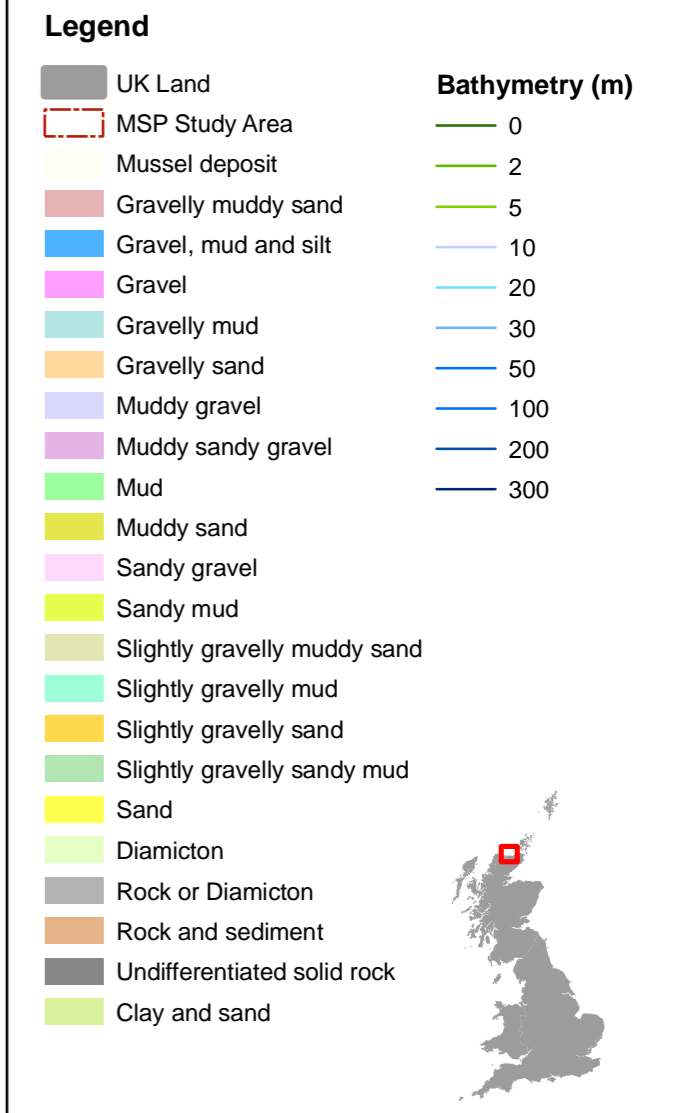 Legend
UK Land
MSP Study Area
Mussel deposit
Gravelly muddy sand
Gravel, mud and silt
Gravel
Gravelly mud
Gravelly sand
Muddy gravel
Muddy sandy gravel
Mud
Muddy sand
Sandy gravel
Sandy mud
Slightly gravelly muddy sand
Slightly gravelly mud
Slightly gravelly sand
Slightly gravelly sandy mud
Sand
Diamicton
Rock or Diamicton
Rock and sediment
Undifferentiated solid rock
Clay and sand
Bathymetry (m)
0
2
5
10
20
30
50
100
200
300